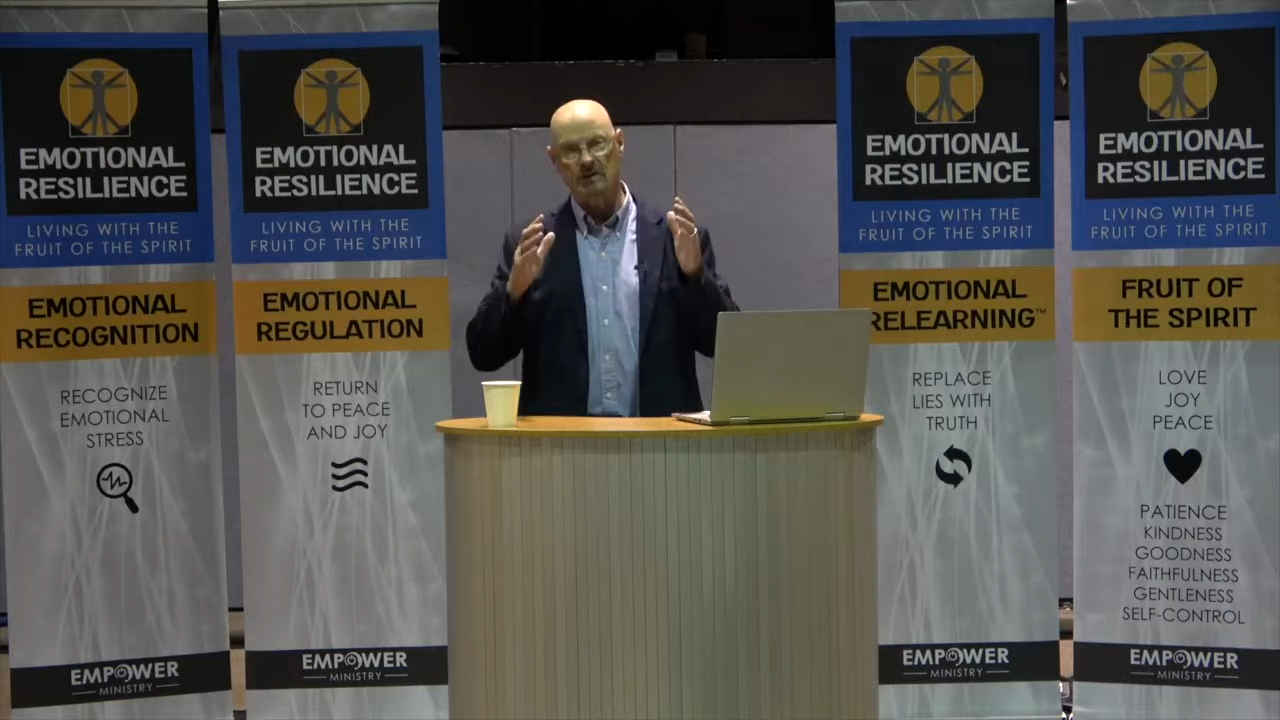 EMOTIONAL
RESILIENCE
LIVING WITH THE
FRUIT OF THE SPIRIT
EMOTIONAL
RECOGNITION
RECOGNIZE
EMOTIONAL
STRESS
EMPOWER
MINISTRY
EMOTIONAL
RESILIENCE
LIVING WITH THE
FRUIT OF THE SPIRIT
EMOTIONAL
REGULATION
RETURN
TO PEACE
AND JOY
EMPOWER
MINISTRY
EMOTIONAL
RESILIENCE
LIVING WITH THE
FRUIT OF THE SPIRIT
EMOTIONAL
RELEARNING™
REPLACE
LIES WITH
TRUTH
EMPOWER
MINISTRY
EMOTIONAL
RESILIENCE
LIVING WITH THE
FRUIT OF THE SPIRIT
FRUIT OF
THE SPIRIT
LOVE
JOY
PEACE
PATIENCE
KINDNESS
GOODNESS
FAITHFULNESS
GENTLENESS
SELF-CONTROL
EMPOWER
MINISTRY